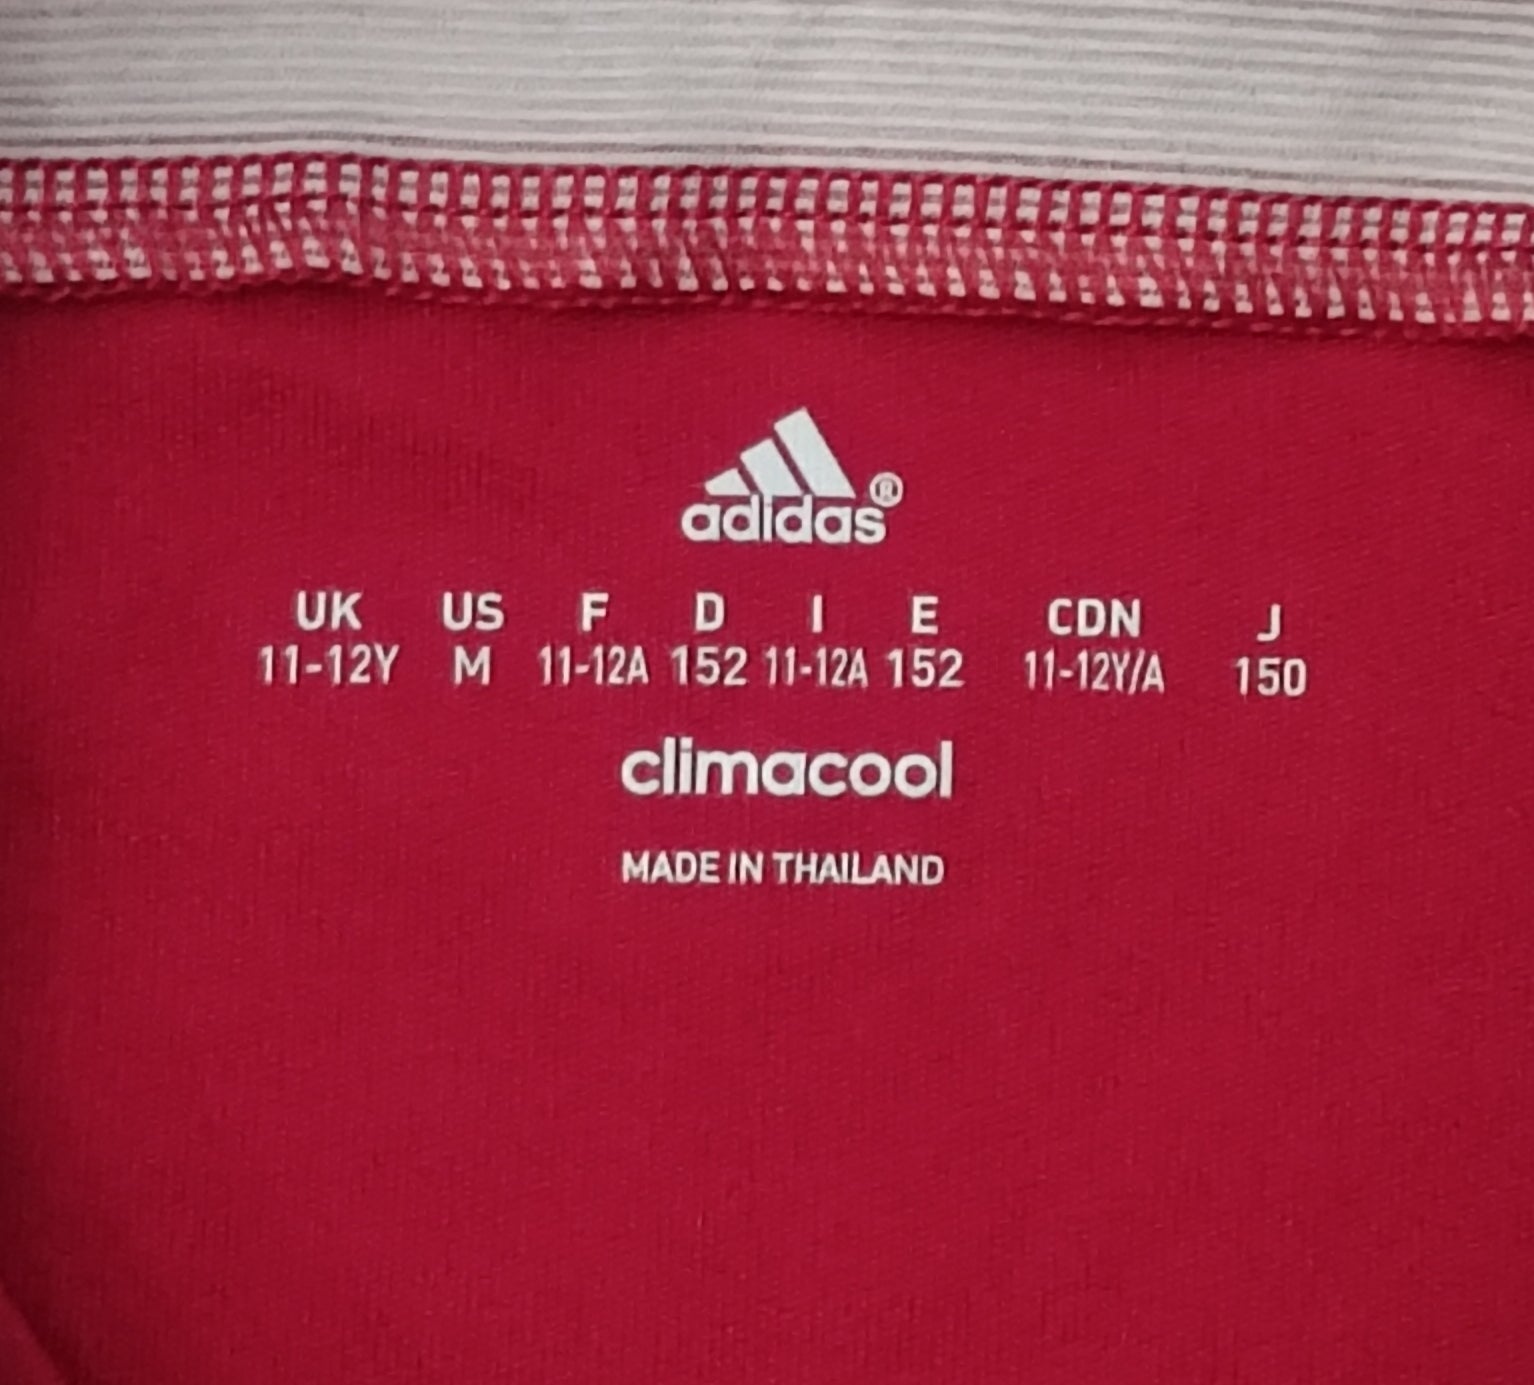 adidas®
UK US F D I E CDN J
11-12Y M 11-12A 152 11-12A 152 11-12Y/A 150
climacool
MADE IN THAILAND